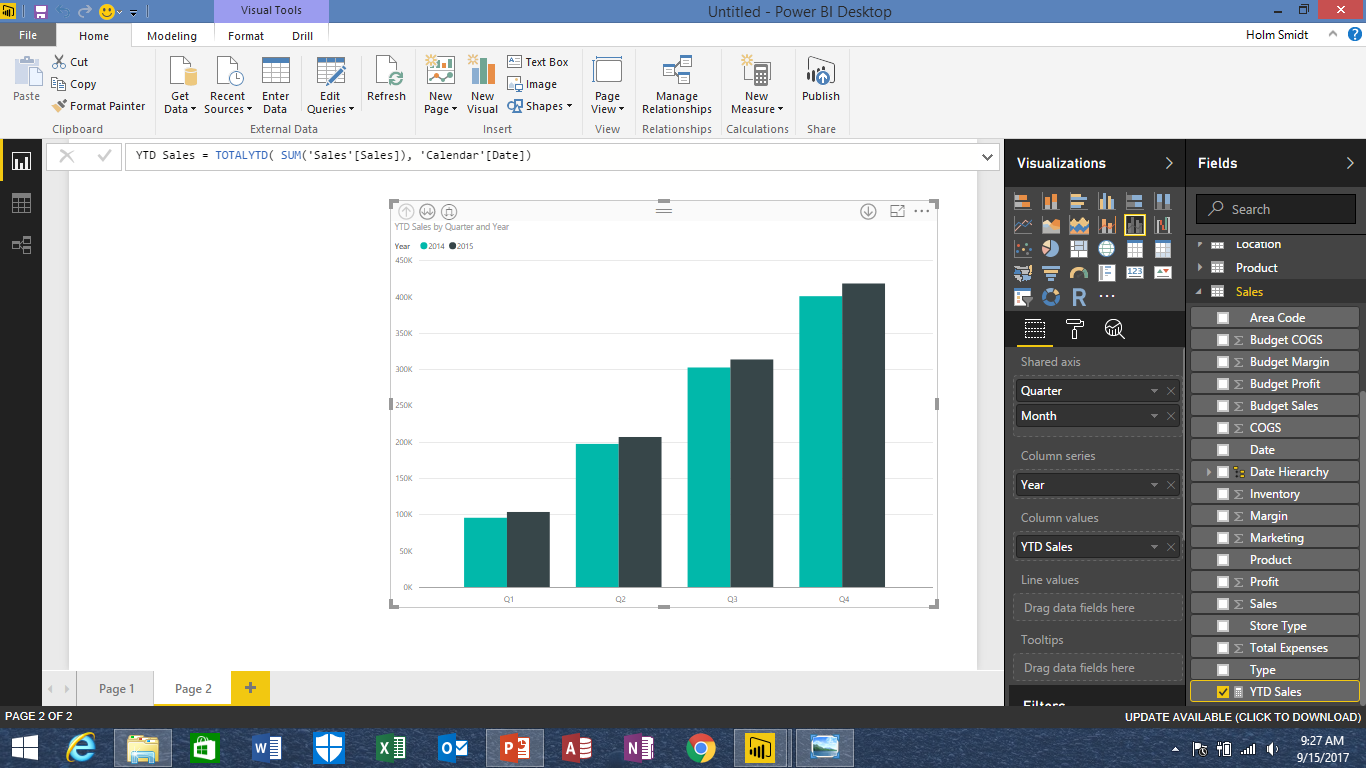 Visual Tools
Untitled - Power BI Desktop
File
Home
Modeling
Format
Drill
Holm Smidt
Paste
Cut
Copy
Format Painter
Clipboard
Get Data
Recent Sources
Enter Data
External Data
Edit Queries
Refresh
New Page
New Visual
Text Box
Image
Shapes
Insert
Page View
View
Manage Relationships
Relationships
New Measure
Calculations
Publish
Share
YTD Sales = TOTALYTD( SUM('Sales'[Sales]), 'Calendar'[Date])
YTD Sales by Quarter and Year
Year 2014 2015
450K
400K
350K
300K
250K
200K
150K
100K
50K
0K
Q1 Q2 Q3 Q4
Visualizations
R
123
Shared axis
Quarter
Month
Column series
Year
Column values
YTD Sales
Line values
Drag data fields here
Tooltips
Drag data fields here
Filters
Fields
Search
Location
Product
Sales
Area Code
Budget COGS
Budget Margin
Budget Profit
Budget Sales
COGS
Date
Date Hierarchy
Inventory
Margin
Marketing
Product
Profit
Sales
Store Type
Total Expenses
Type
YTD Sales
Page 1
Page 2
PAGE 2 OF 2
UPDATE AVAILABLE (CLICK TO DOWNLOAD)
9:27 AM
9/15/2017